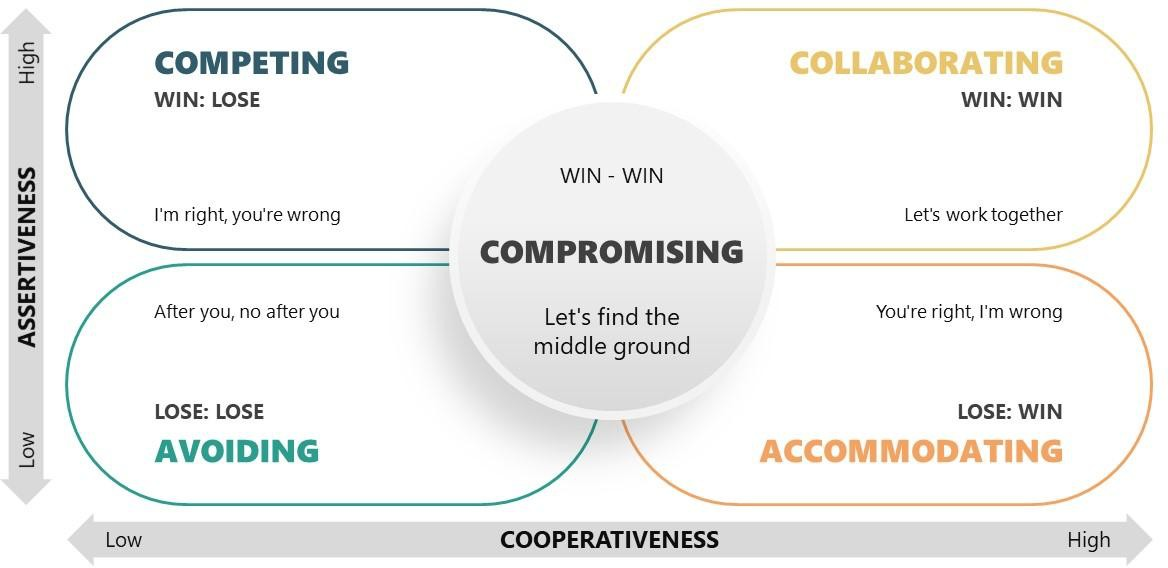 High
ASSERTIVENESS
Low
COMPETING
WIN: LOSE
I'm right, you're wrong
COLLABORATING
WIN: WIN
Let's work together
WIN - WIN
COMPROMISING
Let's find the
middle ground
After you, no after you
LOSE: LOSE
AVOIDING
You're right, I'm wrong
LOSE: WIN
ACCOMMODATING
Low
COOPERATIVENESS
High